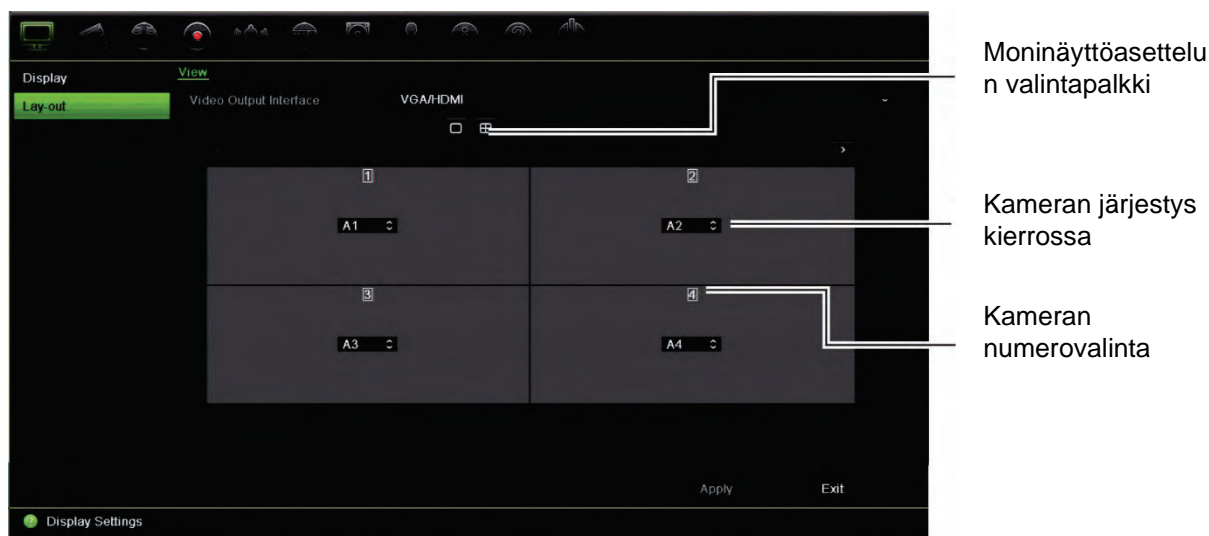 Display
View
Lay-out
Video Output Interface
VGA/HDMI
1
2
A1
A2
3
4
A3
A4
Apply
Exit
Display Settings
Moninäyttöasettelu
n valintapalkki
Kameran järjestys
kierrossa
Kameran
numerovalinta